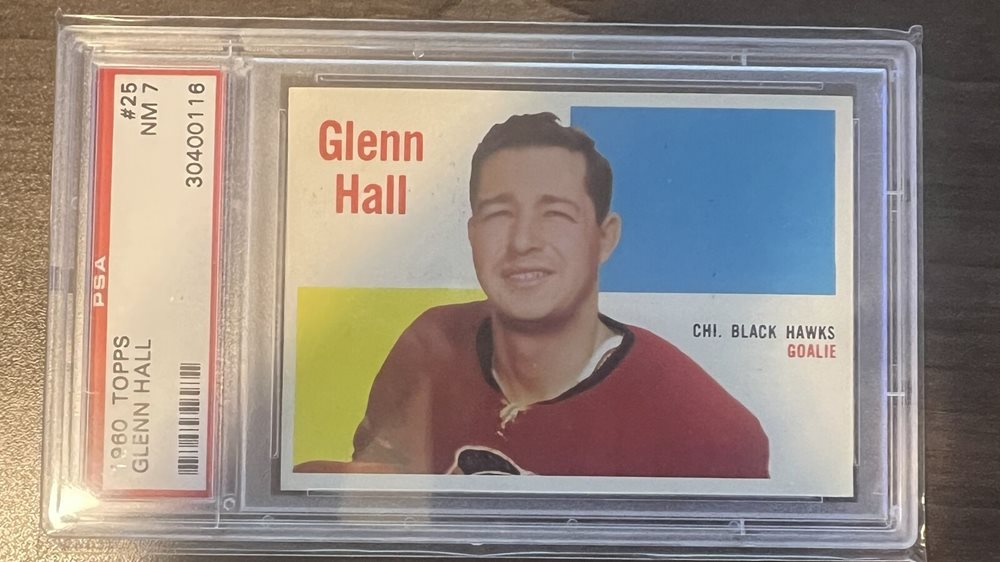 1960 TOPPS
GLENN HALL
#25
NM 7
PSA
30400116
Glenn
Hall
CHI. BLACK HAWKS
GOALIE